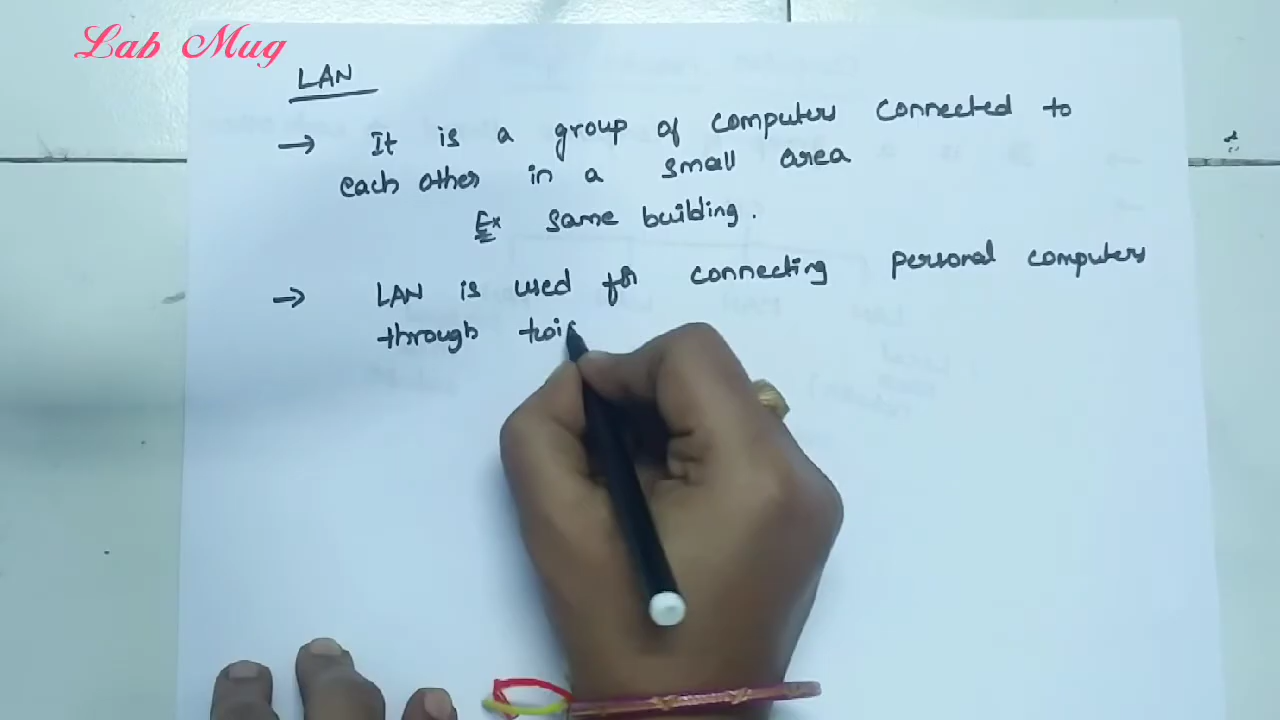 Lab Mug
LAN
→ It is a group of computers connected to
each other in a small area
Ex same building.
→ LAN is used for connecting personal computers
through twis